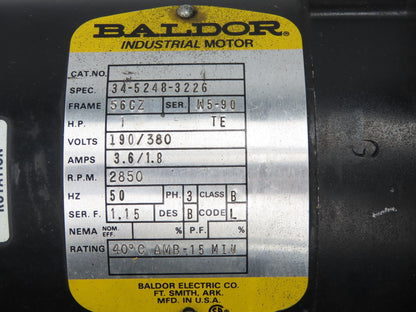 BALDOR®
INDUSTRIAL MOTOR
CAT.NO.
SPEC. 34-5248-3226
FRAME 56CZ SER. W5-90
H.P. 1 TE
VOLTS 190/380
AMPS 3.6/1.8
R.P.M. 2850
HZ 50 PH. 3 CLASS B
SER.F. 1.15 DES B CODE L
NEMA NOM. EFF. % P.F. %
RATING 40°C AMB-15 MIN
BALDOR ELECTRIC CO.
FT. SMITH, ARK.
MFD. IN U.S.A.
ROTATION